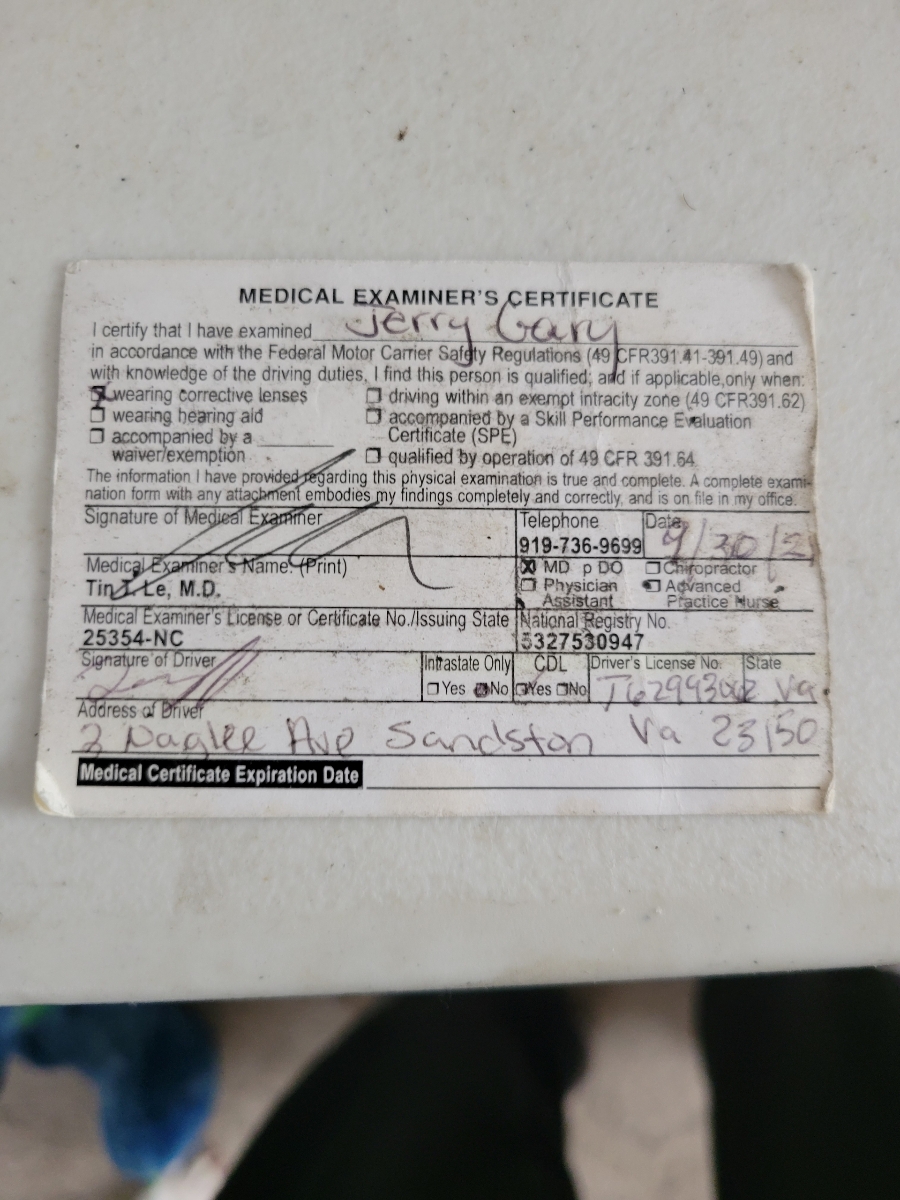 MEDICAL EXAMINER'S CERTIFICATE
I certify that I have examined Jerry Gary
in accordance with the Federal Motor Carrier Safety Regulations (49 CFR391.41-391.49) and
with knowledge of the driving duties, I find this person is qualified; and if applicable, only when:
wearing corrective lenses
driving within an exempt intracity zone (49 CFR391.62)
wearing hearing aid
accompanied by a Skill Performance Evaluation
Certificate (SPE)
accompanied by a
waiver/exemption
qualified by operation of 49 CFR 391.64
The information I have provided regarding this physical examination is true and complete. A complete exami-
nation form with any attachment embodies my findings completely and correctly, and is on file in my office.
Signature of Medical Examiner
Telephone
Date
919-736-9699
9/30/2
Medical Examiner's Name (Print)
X MD p DO Chiropractor
Tin T. Le, M.D.
Physician Advanced
Assistant Practice Nurse
Medical Examiner's License or Certificate No./Issuing State
National Registry No.
25354-NC
5327530947
Signature of Driver
Intrastate Only
CDL
Driver's License No.
State
Yes No
Yes No
Va
Address of Driver
Ave Sandston Va 23150
Medical Certificate Expiration Date